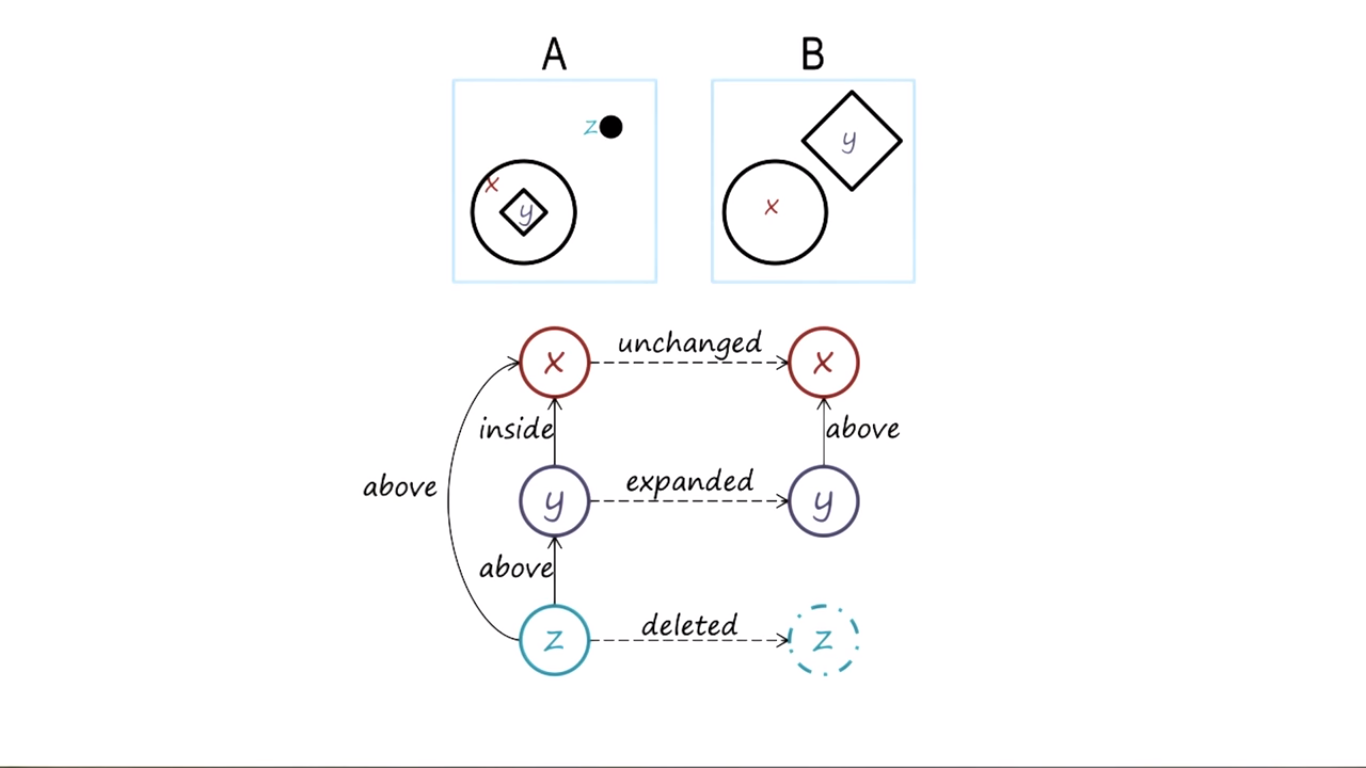 A B
z
x
y
y
x
x unchanged x
inside above
above
y expanded y
above
z deleted z